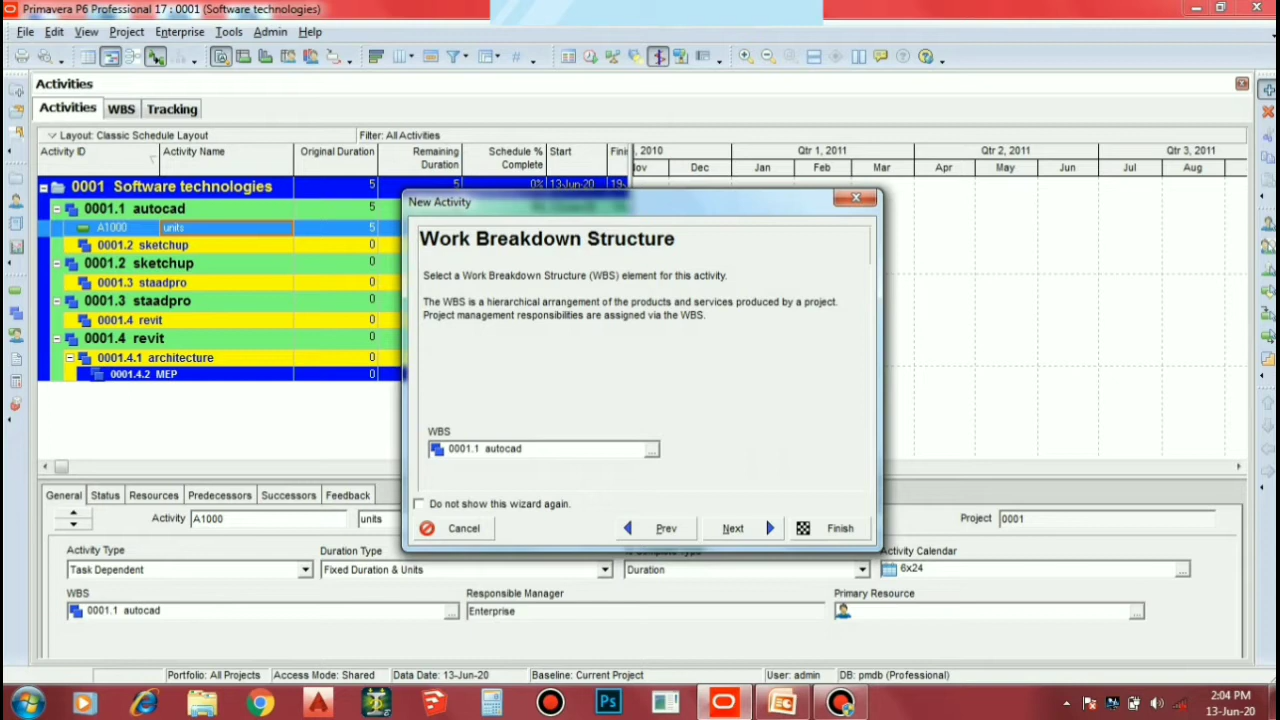 Primavera P6 Professional 17 : 0001 (Software technologies)
File Edit View Project Enterprise Tools Admin Help
Activities
Activities WBS Tracking
Layout: Classic Schedule Layout Filter: All Activities
Activity ID Activity Name Original Duration Remaining Duration Schedule % Complete Start
, 2010 Qtr 1, 2011 Qtr 2, 2011 Qtr 3, 2011
Dec Jan Feb Mar Apr May Jun Jul Aug
0001 Software technologies 5 5 0% 13-Jun-20
0001.1 autocad 5
A1000 units 5
0001.2 sketchup 0
0001.2 sketchup 0
0001.3 staadpro 0
0001.3 staadpro 0
0001.4 revit 0
0001.4 revit 0
0001.4.1 architecture 0
0001.4.2 MEP 0
New Activity
Work Breakdown Structure
Select a Work Breakdown Structure (WBS) element for this activity.
The WBS is a hierarchical arrangement of the products and services produced by a project.
Project management responsibilities are assigned via the WBS.
WBS
0001.1 autocad ...
Do not show this wizard again.
Cancel Prev Next Finish
General Status Resources Predecessors Successors Feedback
Activity A1000 units Project 0001
Activity Type Duration Type Activity Calendar
Task Dependent Fixed Duration & Units Duration 6x24 ...
WBS Responsible Manager Primary Resource
0001.1 autocad ... Enterprise ...
Portfolio: All Projects Access Mode: Shared Data Date: 13-Jun-20 Baseline: Current Project User: admin DB: pmdb (Professional)
Ps
2:04 PM
13-Jun-20